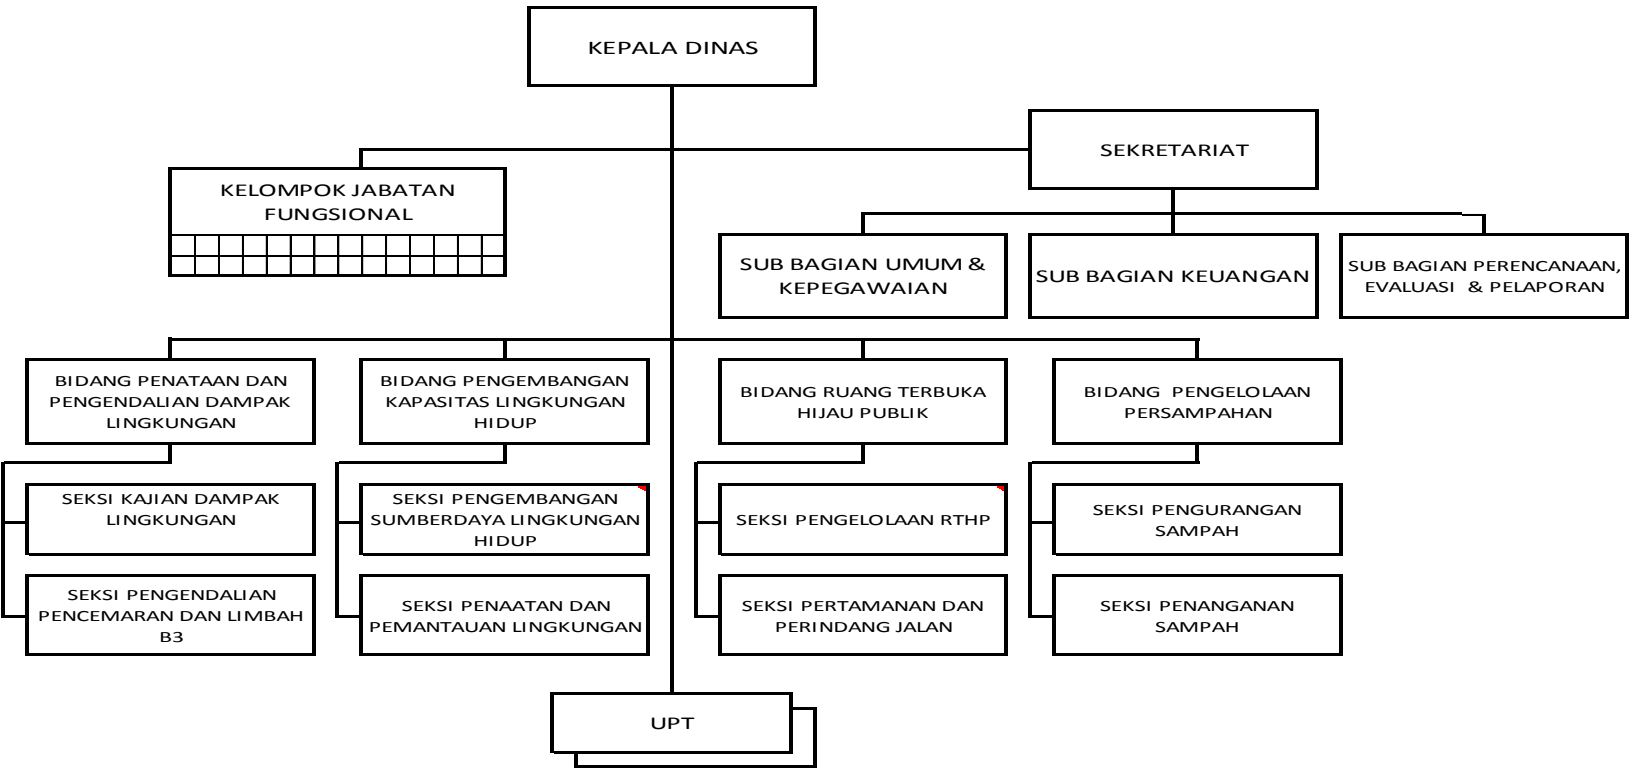 KEPALA DINAS
SEKRETARIAT
KELOMPOK JABATAN
FUNGSIONAL
SUB BAGIAN UMUM &
KEPEGAWAIAN
SUB BAGIAN KEUANGAN
SUB BAGIAN PERENCANAAN,
EVALUASI & PELAPORAN
BIDANG PENATAAN DAN
PENGENDALIAN DAMPAK
LINGKUNGAN
BIDANG PENGEMBANGAN
KAPASITAS LINGKUNGAN
HIDUP
BIDANG RUANG TERBUKA
HIJAU PUBLIK
BIDANG PENGELOLAAN
PERSAMPAHAN
SEKSI KAJIAN DAMPAK
LINGKUNGAN
SEKSI PENGEMBANGAN
SUMBERDAYA LINGKUNGAN
HIDUP
SEKSI PENGELOLAAN RTHP
SEKSI PENGURANGAN
SAMPAH
SEKSI PENGENDALIAN
PENCEMARAN DAN LIMBAH
B3
SEKSI PENAATAN DAN
PEMANTAUAN LINGKUNGAN
SEKSI PERTAMANAN DAN
PERINDANG JALAN
SEKSI PENANGANAN
SAMPAH
UPT